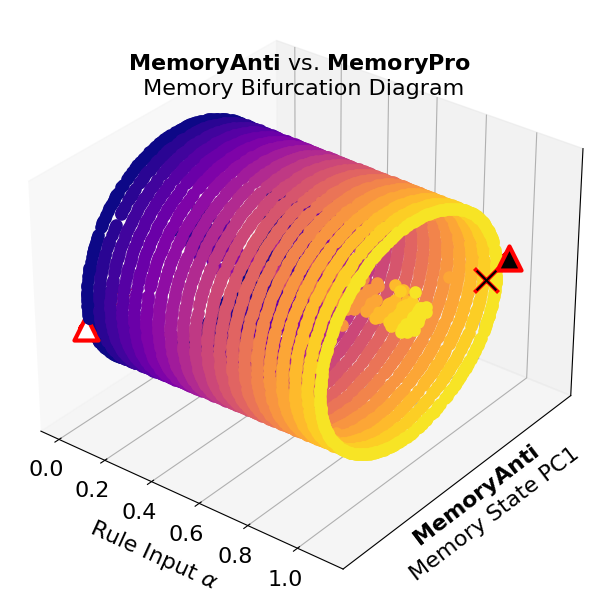 MemoryAnti vs. MemoryPro
Memory Bifurcation Diagram
0.0
0.2
0.4
0.6
0.8
1.0
Rule Input α
MemoryAnti
Memory State PC1